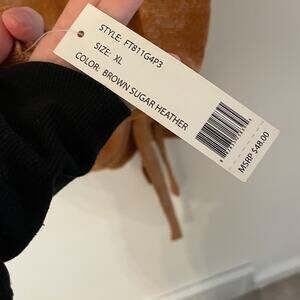 STYLE: FT811G4P3
SIZE: XL
COLOR: BROWN SUGAR HEATHER
MSRP $48.00